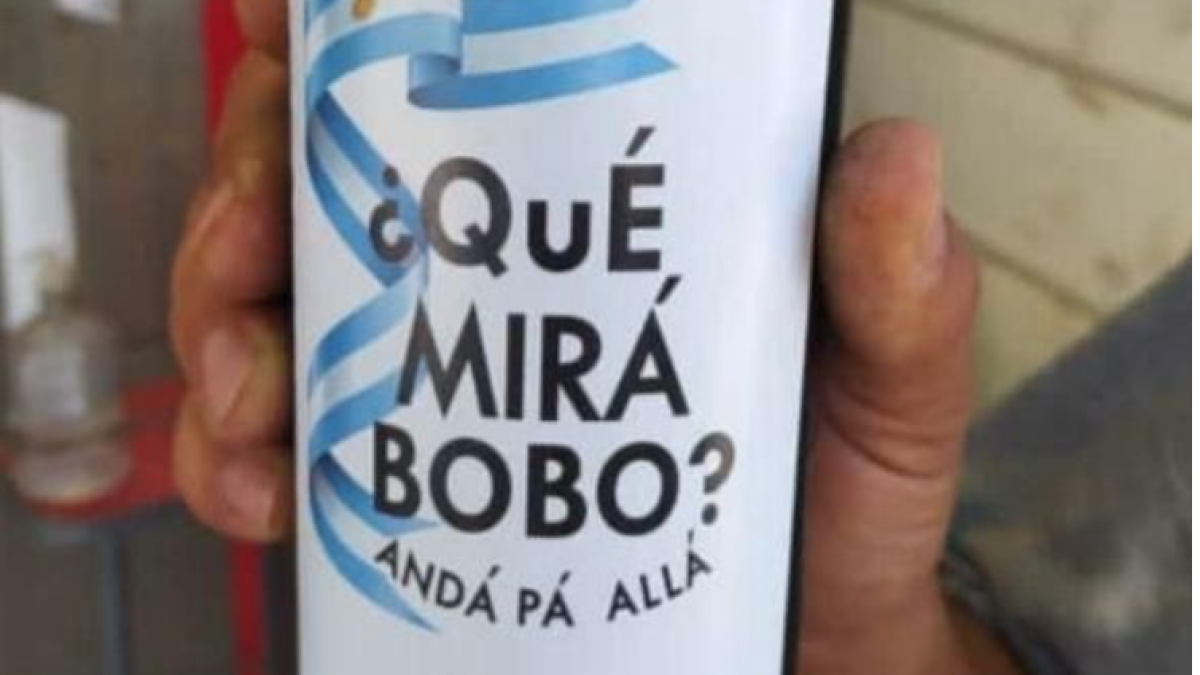 ¿QuÉ
MIRÁ
BOBO?
ANDÁ PÁ ALLÁ